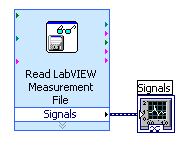 Read LabVIEW
Measurement
File
Signals
Signals